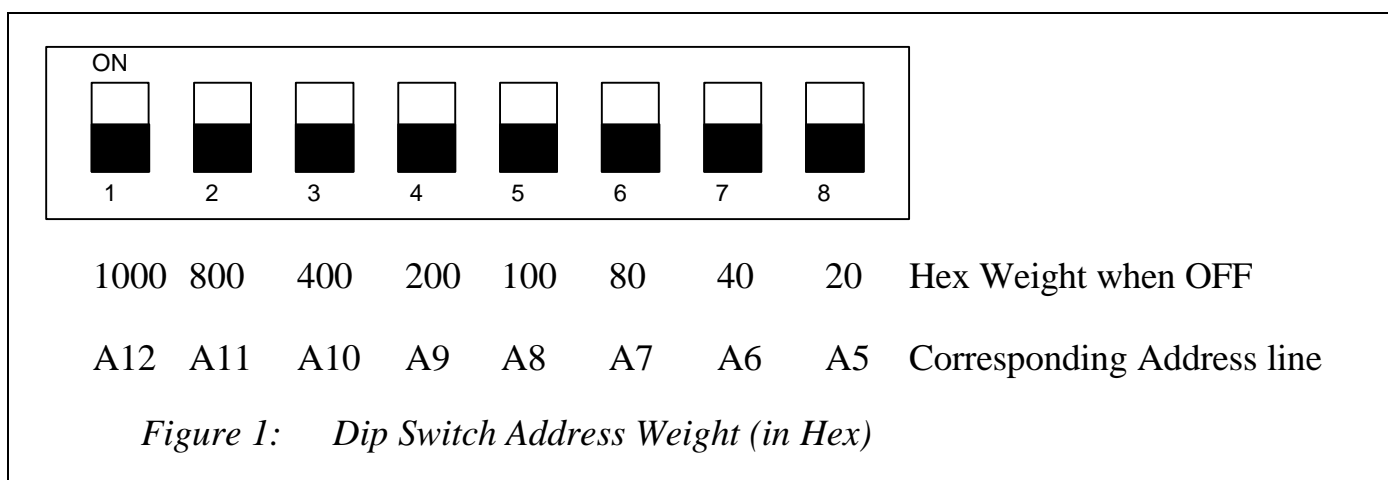 ON
1 2 3 4 5 6 7 8
1000 800 400 200 100 80 40 20 Hex Weight when OFF
A12 A11 A10 A9 A8 A7 A6 A5 Corresponding Address line
Figure 1: Dip Switch Address Weight (in Hex)